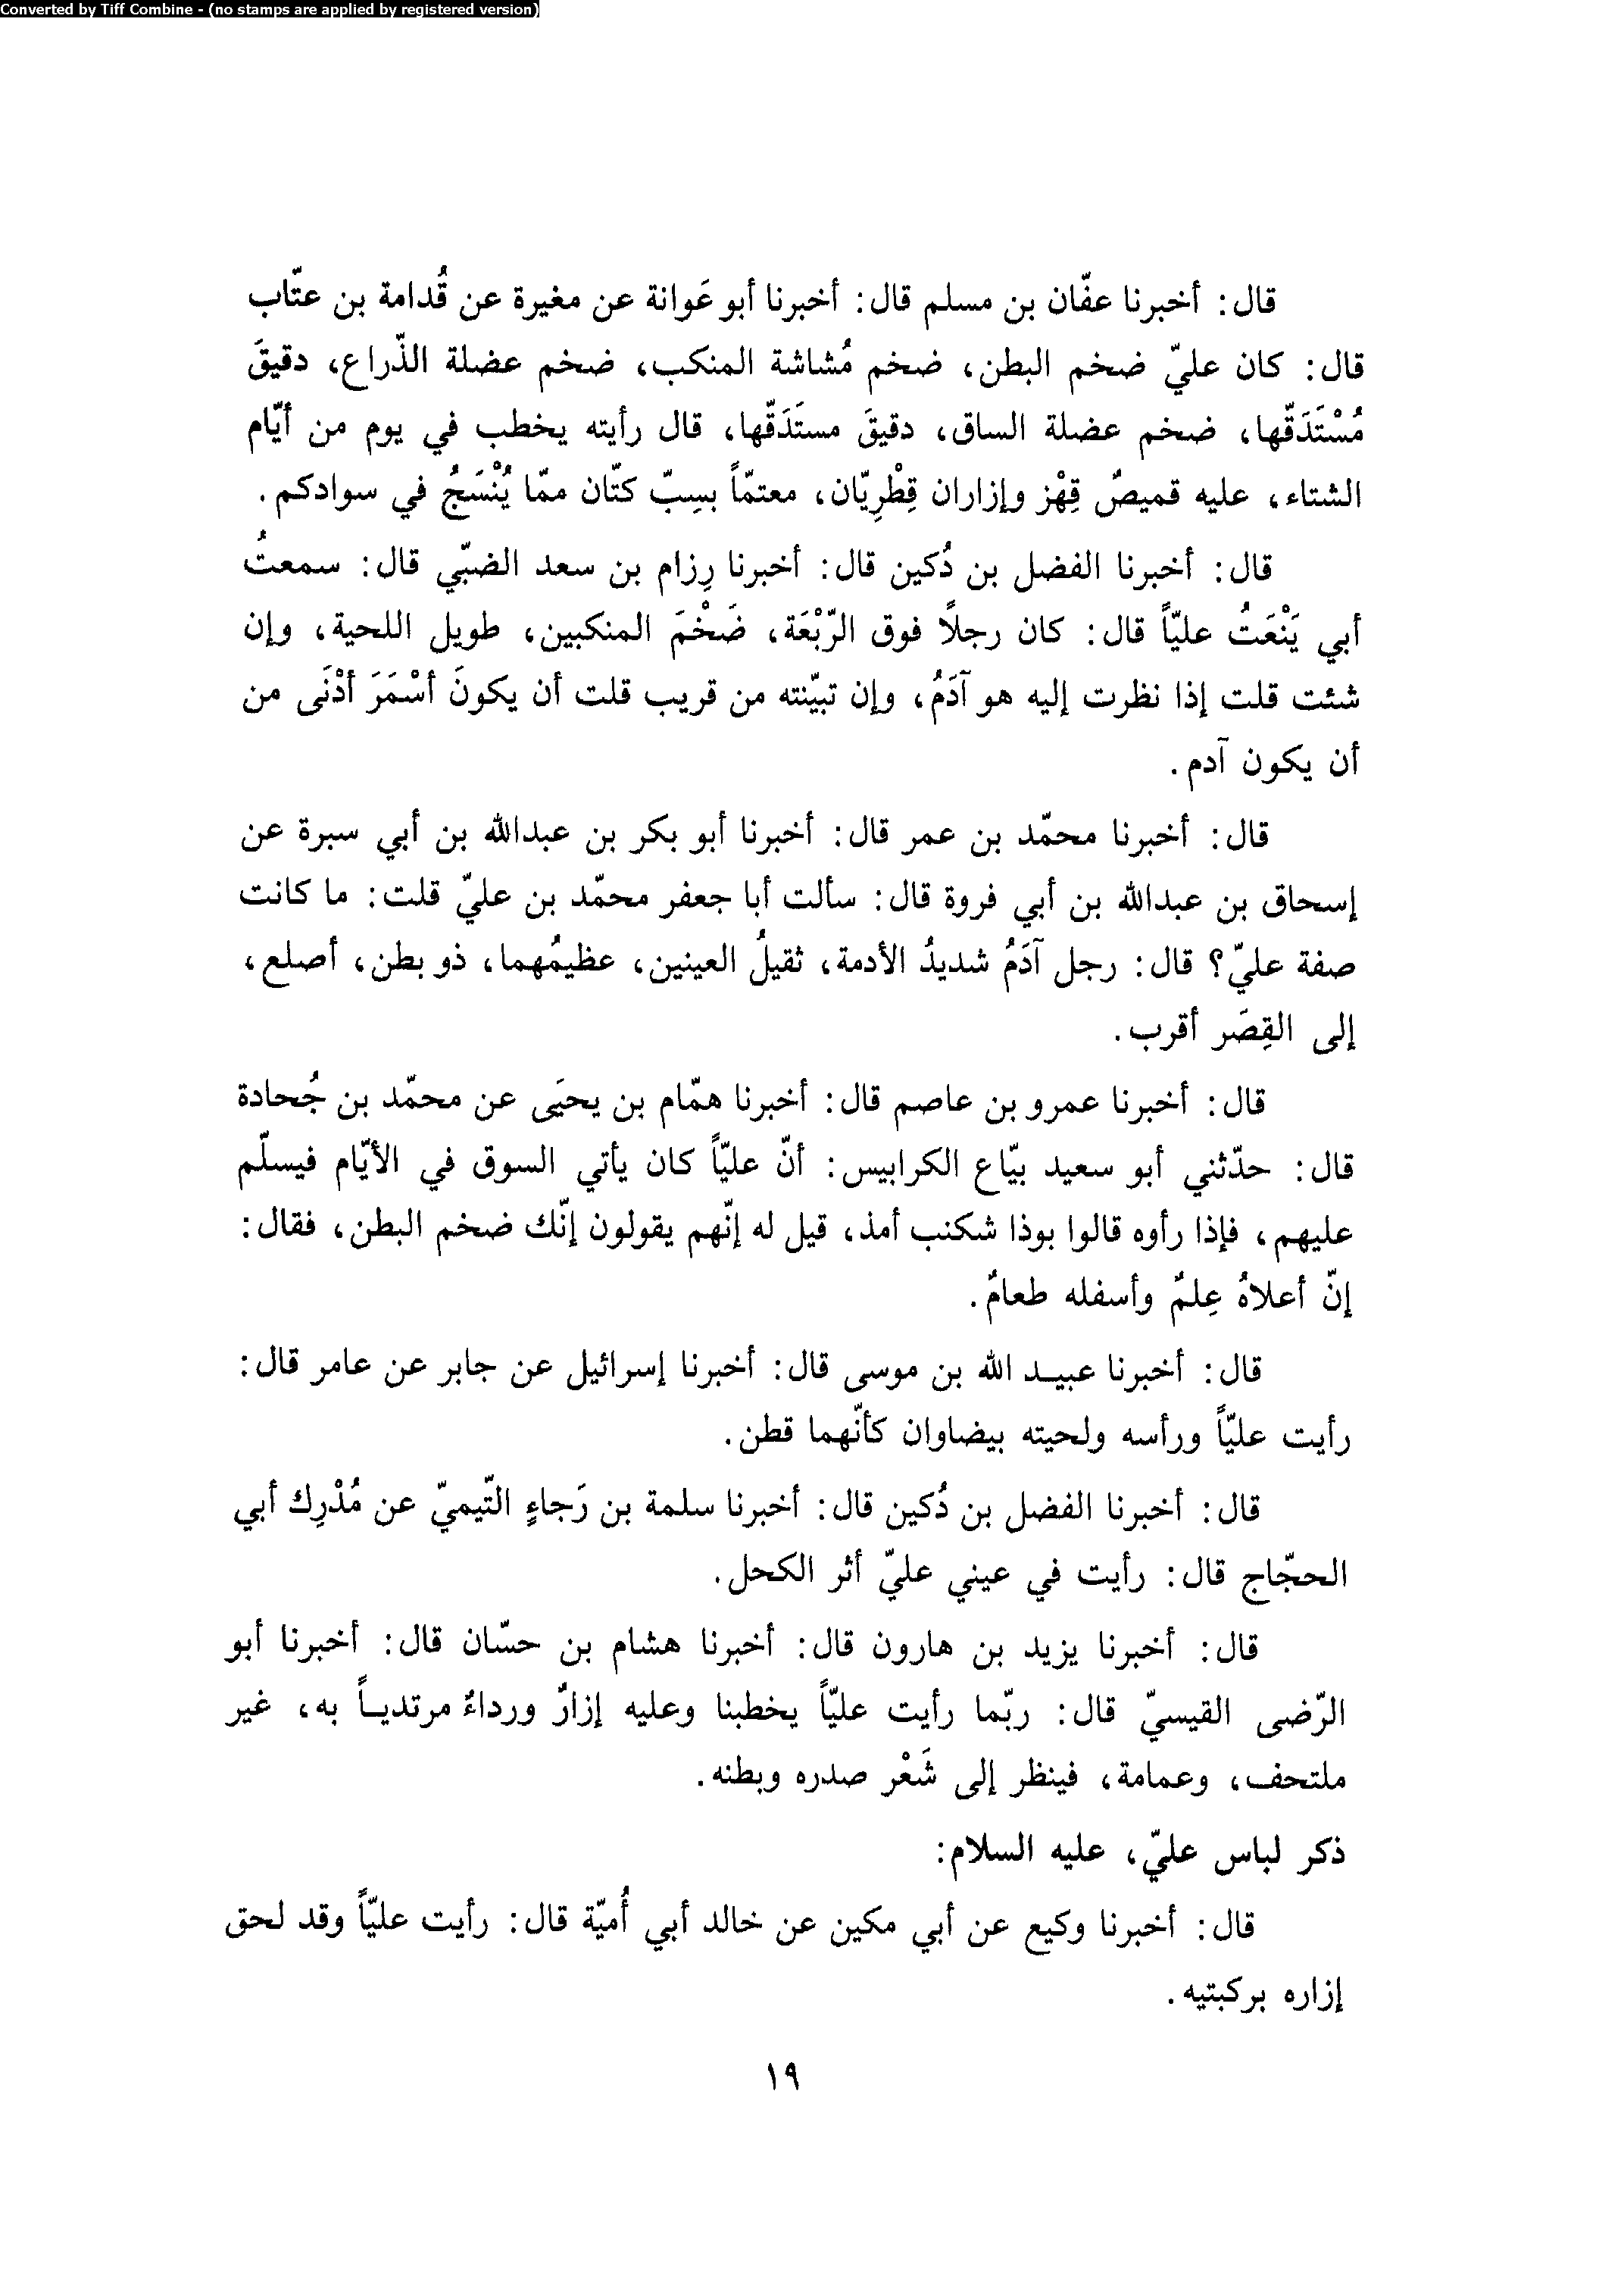 Converted by Tiff Combine - (no stamps are applied by registered version)
قال: أخبرنا عفّان بن مسلم قال: أخبرنا أبو عَوانة عن مغيرة عن قُدامة بن عتّاب
قال: كان عليّ ضخم البطن، ضخم مُشاشة المنكب، ضخم عضلة الذّراع، دقيقَ
مُسْتَدَقّها، ضخم عضلة الساق، دقيقَ مستَدَقّها، قال رأيته يخطب في يوم من أيّام
الشتاء، عليه قميصٌ قِهْز وإزاران قِطْرِيّان، معتمّاً بسِبّ كتّان ممّا يُنْسَجُ في سوادكم.
قال: أخبرنا الفضل بن دُكين قال: أخبرنا رِزام بن سعد الضبّي قال: سمعتُ
أبي يَنْعَتُ عليّاً قال: كان رجلاً فوق الرّبْعَة، ضَخْمَ المنكبين، طويل اللحية، وإن
شئت قلت إذا نظرت إليه هو آدَمُ، وإن تبيّنته من قريب قلت أن يكونَ أسْمَرَ أدْنَى من
أن يكون آدم.
قال: أخبرنا محمّد بن عمر قال: أخبرنا أبو بكر بن عبدالله بن أبي سبرة عن
إسحاق بن عبدالله بن أبي فروة قال: سألت أبا جعفر محمّد بن عليّ قلت: ما كانت
صفة عليّ؟ قال: رجل آدَمُ شديدُ الأدمة، ثقيلُ العينين، عظيمُهما، ذو بطن، أصلع،
إلى القِصَر أقرب.
قال: أخبرنا عمرو بن عاصم قال: أخبرنا همّام بن يحيَى عن محمّد بن جُحادة
قال: حدّثني أبو سعيد بيّاع الكرابيس: أنّ عليّاً كان يأتي السوق في الأيّام فيسلّم
عليهم، فإذا رأوه قالوا بوذا شكنب أمذ، قيل له إنّهم يقولون إنّك ضخم البطن، فقال:
إنّ أعلاهُ عِلمٌ وأسفله طعامٌ.
قال: أخبرنا عبيـد الله بن موسى قال: أخبرنا إسرائيل عن جابر عن عامر قال:
رأيت عليّاً ورأسه ولحيته بيضاوان كأنّهما قطن.
قال: أخبرنا الفضل بن دُكين قال: أخبرنا سلمة بن رَجاءٍ التّيميّ عن مُدْرِك أبي
الحجّاج قال: رأيت في عيني عليّ أثر الكحل.
قال: أخبرنا يزيد بن هارون قال: أخبرنا هشام بن حسّان قال: أخبرنا أبو
الرّضى القيسيّ قال: ربّما رأيت عليّاً يخطبنا وعليه إزارٌ ورداءٌ مرتديـاً به، غير
ملتحف، وعمامة، فينظر إلى شَعْر صدره وبطنه.
ذكر لباس عليّ، عليه السلام:
قال: أخبرنا وكيع عن أبي مكين عن خالد أبي أُميّة قال: رأيت عليّاً وقد لحق
إزاره بركبتيه.
١٩